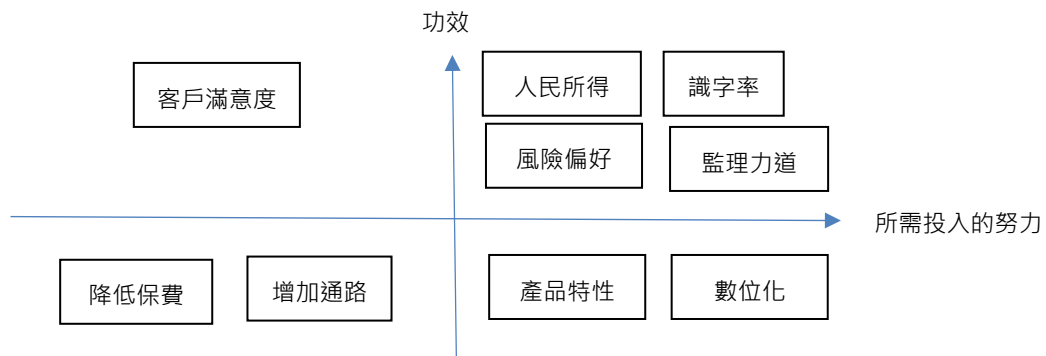 功效
客戶滿意度
人民所得
識字率
風險偏好
監理力道
所需投入的努力
降低保費
增加通路
產品特性
數位化